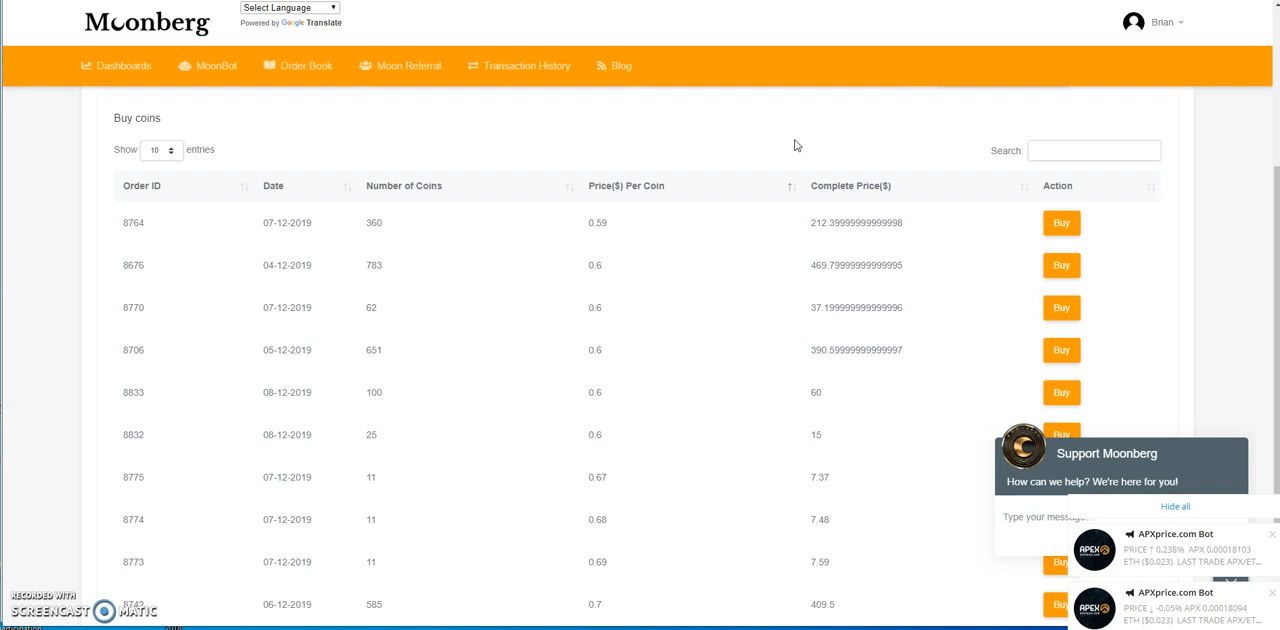 Moonberg
Select Language
Powered by Google Translate
Brian
Dashboards MoonBot Order Book Moon Referral Transaction History Blog
Buy coins
Show 10 entries Search:
Order ID Date Number of Coins Price($) Per Coin Complete Price($) Action
8764 07-12-2019 360 0.59 212.39999999999998 Buy
8676 04-12-2019 783 0.6 469.79999999999995 Buy
8770 07-12-2019 62 0.6 37.199999999999996 Buy
8706 05-12-2019 651 0.6 390.59999999999997 Buy
8833 08-12-2019 100 0.6 60 Buy
8832 08-12-2019 25 0.6 15 Buy
8775 07-12-2019 11 0.67 7.37
8774 07-12-2019 11 0.68 7.48
8773 07-12-2019 11 0.69 7.59
06-12-2019 585 0.7 409.5
Support Moonberg
How can we help? We're here for you!
Type your message...
Hide all
APEX
APXprice.com Bot
PRICE ↑ 0.238% APX 0.00018103
ETH ($0.023) LAST TRADE APX/ET...
APEX
APXprice.com Bot
PRICE ↓ -0.05% APX 0.00018094
ETH ($0.023) LAST TRADE APX/ET...
RECORDED WITH
SCREENCAST MATIC